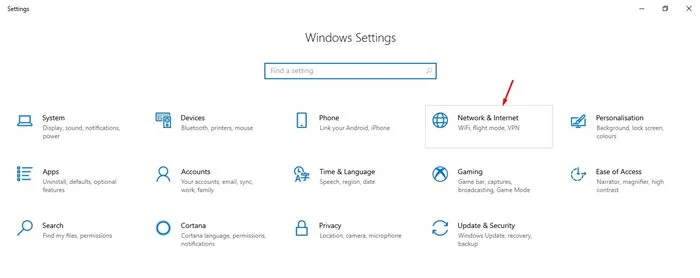 Settings
Windows Settings
Find a setting
System
Display, sound, notifications,
power
Devices
Bluetooth, printers, mouse
Phone
Link your Android, iPhone
Network & Internet
WiFi, flight mode, VPN
Personalisation
Background, lock screen,
colours
Apps
Uninstall, defaults, optional
features
Accounts
Your accounts, email, sync,
work, family
Time & Language
Speech, region, date
Gaming
Game bar, captures,
broadcasting, Game Mode
Ease of Access
Narrator, magnifier, high
contrast
Search
Find my files, permissions
Cortana
Cortana language, permissions,
notifications
Privacy
Location, camera, microphone
Update & Security
Windows Update, recovery,
backup